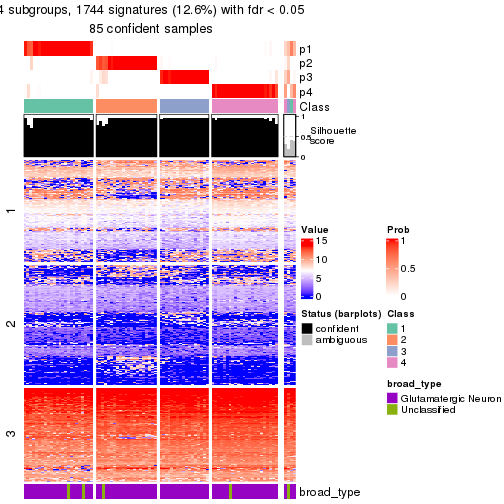 4 subgroups, 1744 signatures (12.6%) with fdr < 0.05
85 confident samples
p1
p2
p3
p4
Class
1
0.5
0
Silhouette
score
1
2
3
Value
15
10
5
0
Prob
1
0.5
0
Status (barplots)
confident
ambiguous
Class
1
2
3
4
broad_type
Glutamatergic Neuron
Unclassified
broad_type